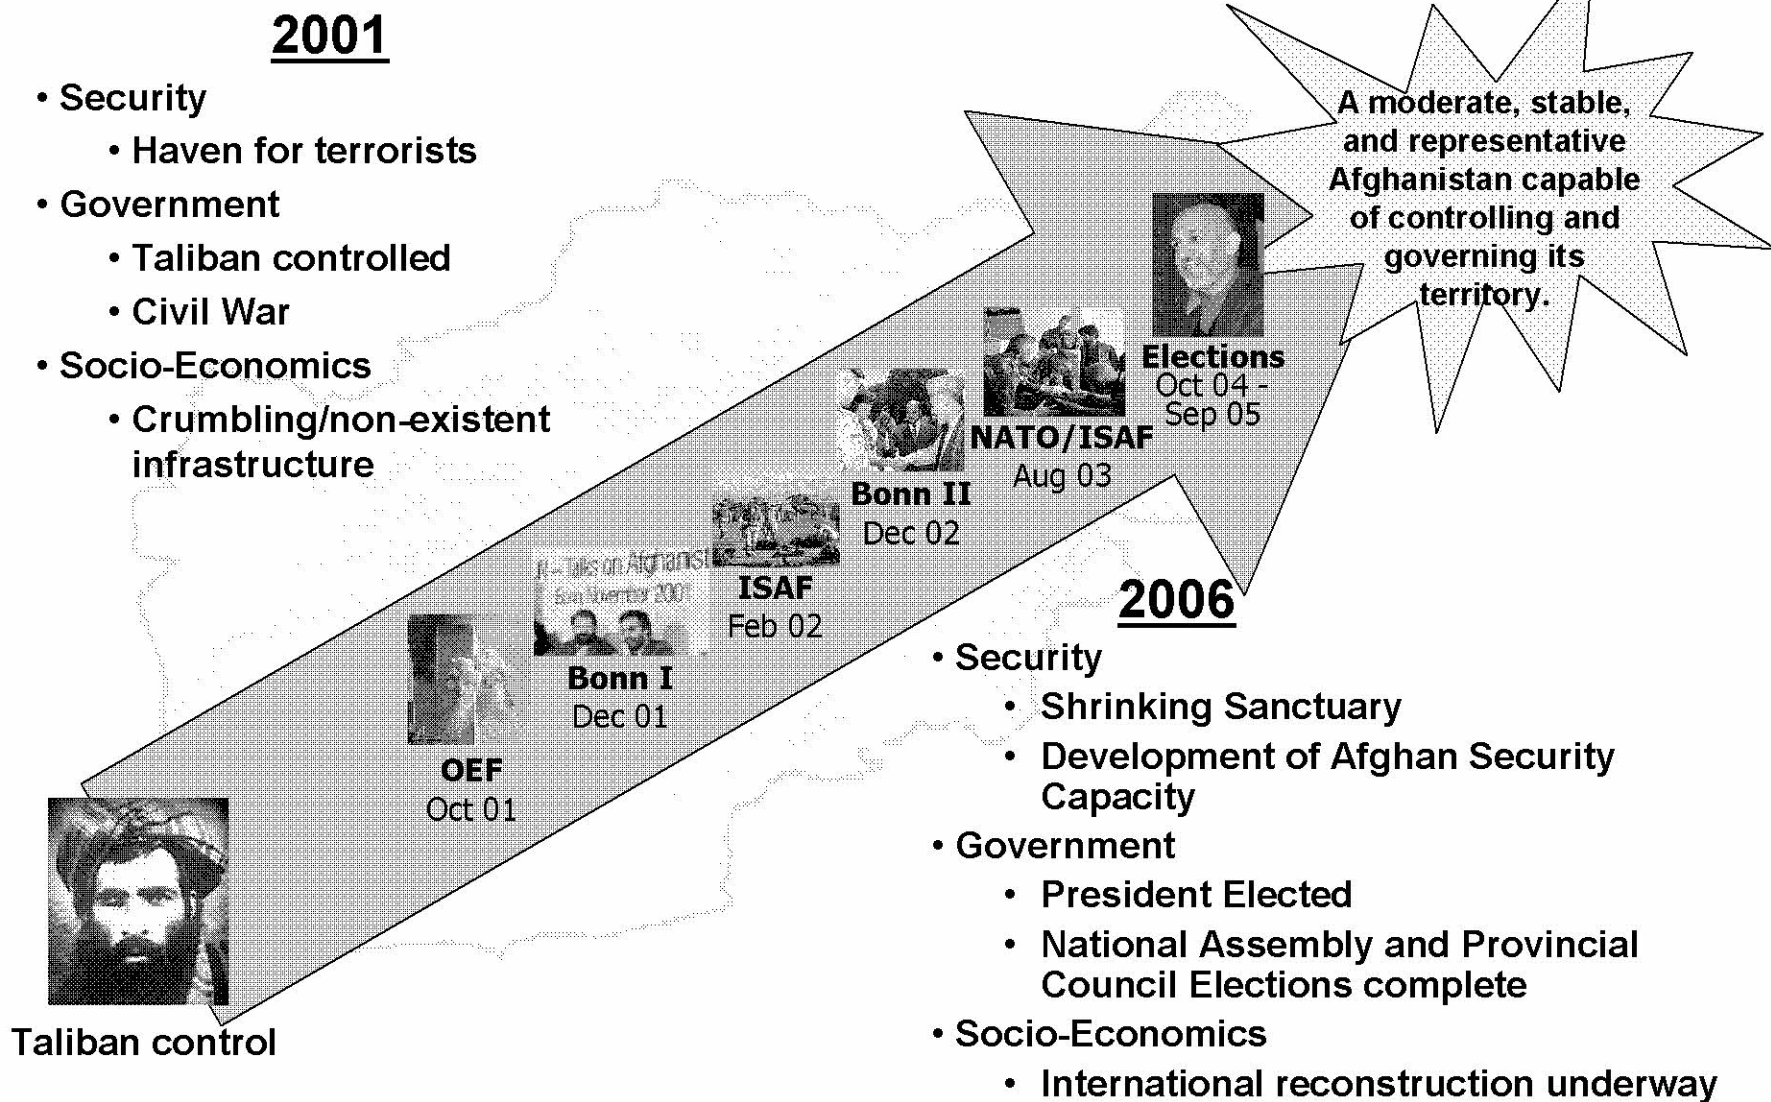 2001
• Security
• Haven for terrorists
• Government
• Taliban controlled
• Civil War
• Socio-Economics
• Crumbling/non-existent
infrastructure
A moderate, stable,
and representative
Afghanistan capable
of controlling and
governing its
territory.
Elections
Oct 04 -
Sep 05
NATO/ISAF
Aug 03
Bonn II
Dec 02
ISAF
Feb 02
Talks on Afghanist
2001
Bonn I
Dec 01
OEF
Oct 01
Taliban control
2006
• Security
• Shrinking Sanctuary
• Development of Afghan Security
Capacity
• Government
• President Elected
• National Assembly and Provincial
Council Elections complete
• Socio-Economics
• International reconstruction underway